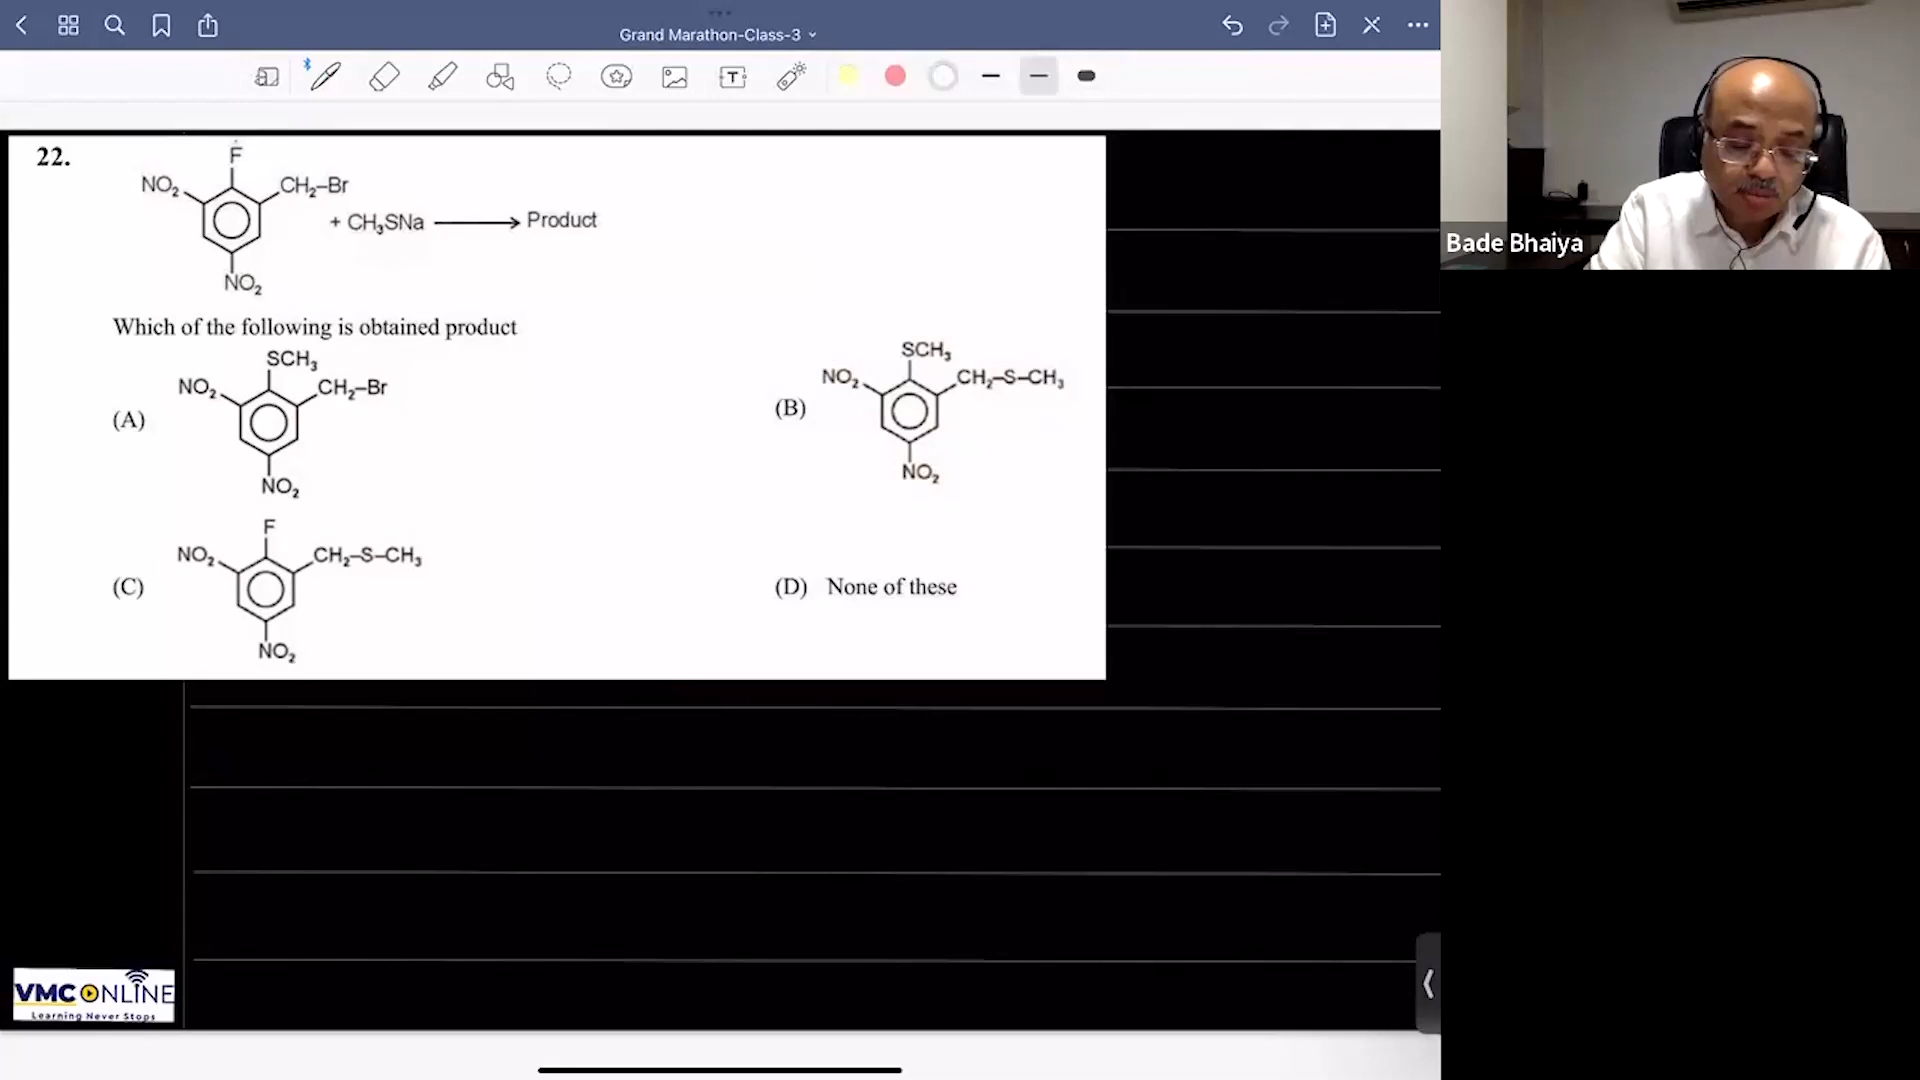 Grand Marathon-Class-3
T
22.
F
NO₂
CH₂–Br
+ CH₃SNa
Product
NO₂
Which of the following is obtained product
SCH₃
NO₂
CH₂–Br
(A)
NO₂
SCH₃
NO₂
CH₂–S–CH₃
(B)
NO₂
F
NO₂
CH₂–S–CH₃
(C)
NO₂
(D) None of these
Bade Bhaiya
VMC ONLINE
Learning Never Stops